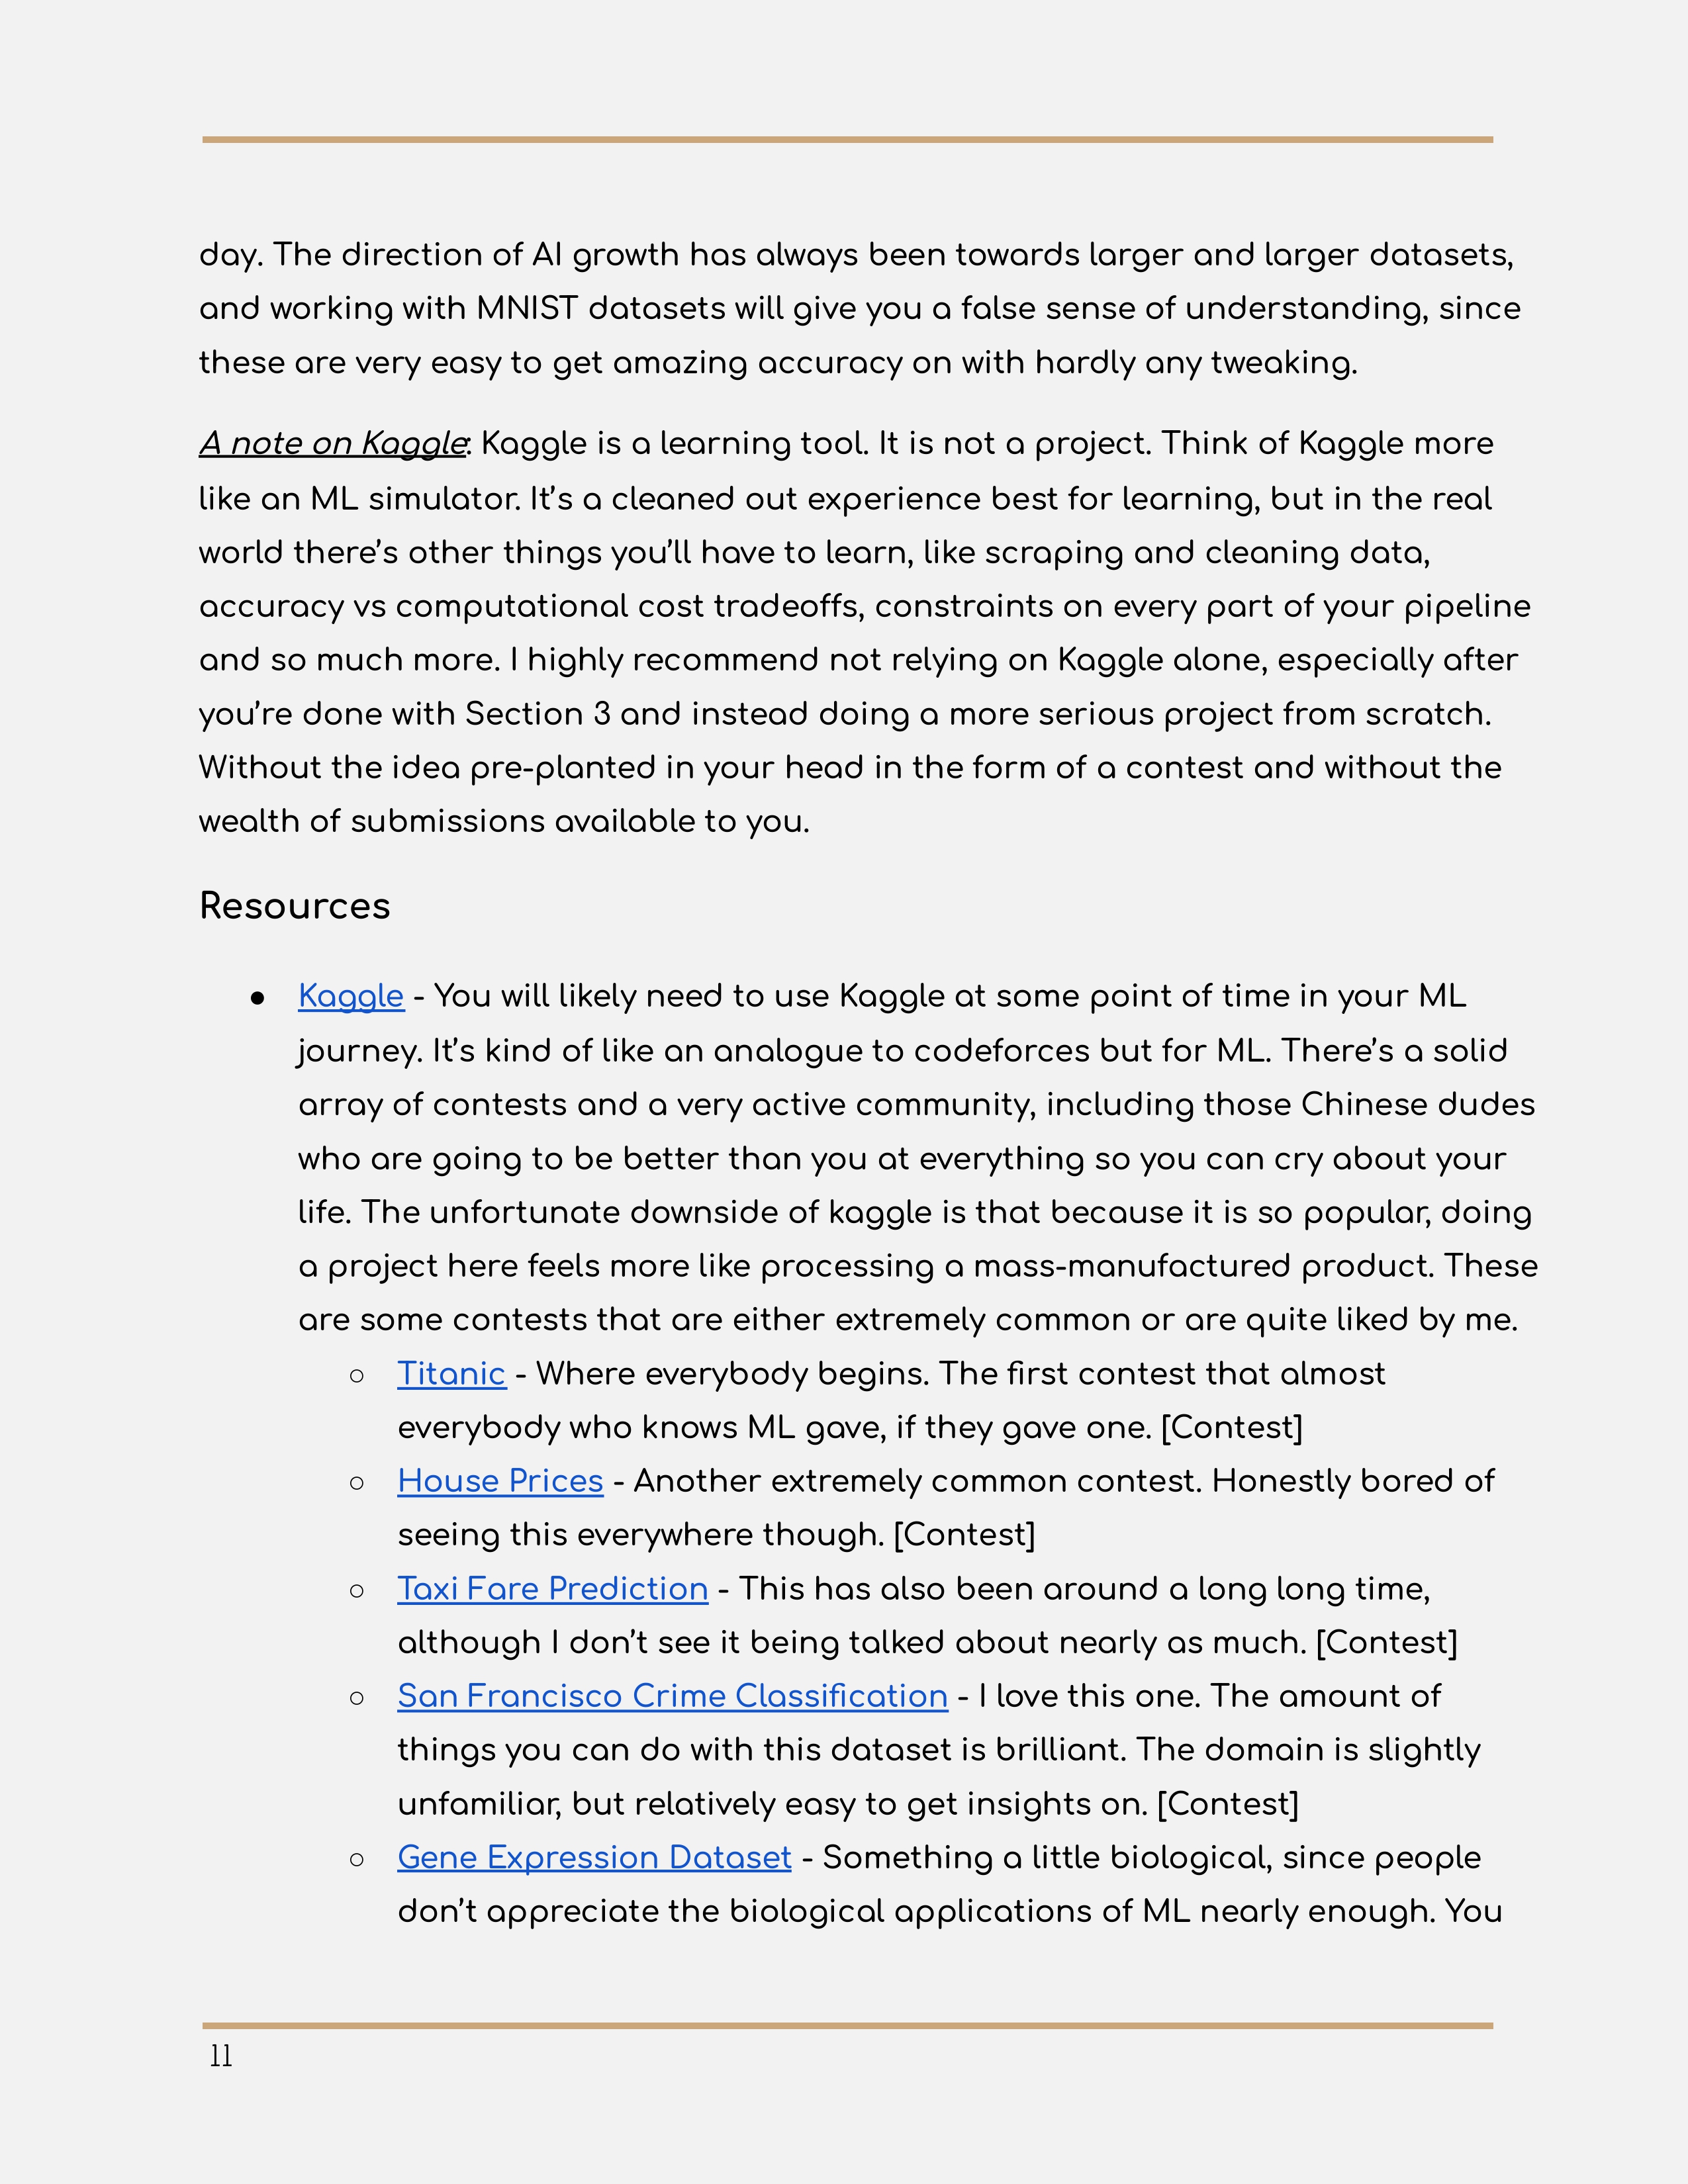 day. The direction of AI growth has always been towards larger and larger datasets,
and working with MNIST datasets will give you a false sense of understanding, since
these are very easy to get amazing accuracy on with hardly any tweaking.
A note on Kaggle: Kaggle is a learning tool. It is not a project. Think of Kaggle more
like an ML simulator. It’s a cleaned out experience best for learning, but in the real
world there’s other things you’ll have to learn, like scraping and cleaning data,
accuracy vs computational cost tradeoffs, constraints on every part of your pipeline
and so much more. I highly recommend not relying on Kaggle alone, especially after
you’re done with Section 3 and instead doing a more serious project from scratch.
Without the idea pre-planted in your head in the form of a contest and without the
wealth of submissions available to you.
Resources
● Kaggle - You will likely need to use Kaggle at some point of time in your ML
journey. It’s kind of like an analogue to codeforces but for ML. There’s a solid
array of contests and a very active community, including those Chinese dudes
who are going to be better than you at everything so you can cry about your
life. The unfortunate downside of kaggle is that because it is so popular, doing
a project here feels more like processing a mass-manufactured product. These
are some contests that are either extremely common or are quite liked by me.
○ Titanic - Where everybody begins. The first contest that almost
everybody who knows ML gave, if they gave one. [Contest]
○ House Prices - Another extremely common contest. Honestly bored of
seeing this everywhere though. [Contest]
○ Taxi Fare Prediction - This has also been around a long long time,
although I don’t see it being talked about nearly as much. [Contest]
○ San Francisco Crime Classification - I love this one. The amount of
things you can do with this dataset is brilliant. The domain is slightly
unfamiliar, but relatively easy to get insights on. [Contest]
○ Gene Expression Dataset - Something a little biological, since people
don’t appreciate the biological applications of ML nearly enough. You
11